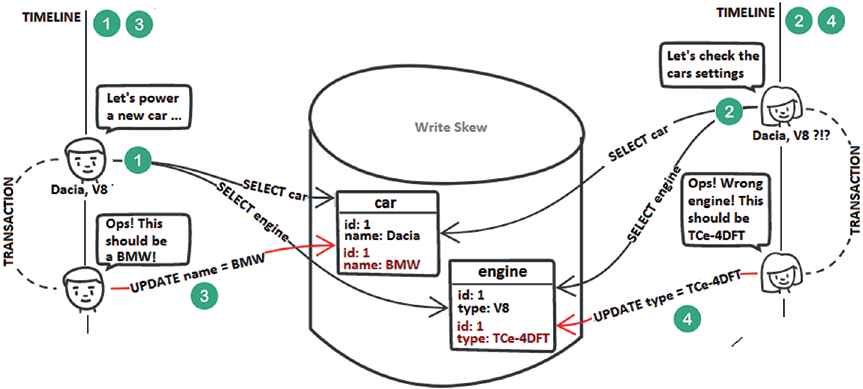 TIMELINE
1
3
Let's power
a new car ...
Dacia, V8
1
TRANSACTION
Ops! This
should be
a BMW!
UPDATE name = BMW
3
SELECT car
SELECT engine
Write Skew
car
id: 1
name: Dacia
id: 1
name: BMW
engine
id: 1
type: V8
id: 1
type: TCe-4DFT
TIMELINE
2
4
Let's check the
cars settings
2
Dacia, V8 ?!?
SELECT car
SELECT engine
Ops! Wrong
engine! This
should be
TCe-4DFT
TRANSACTION
UPDATE type = TCe-4DFT
4